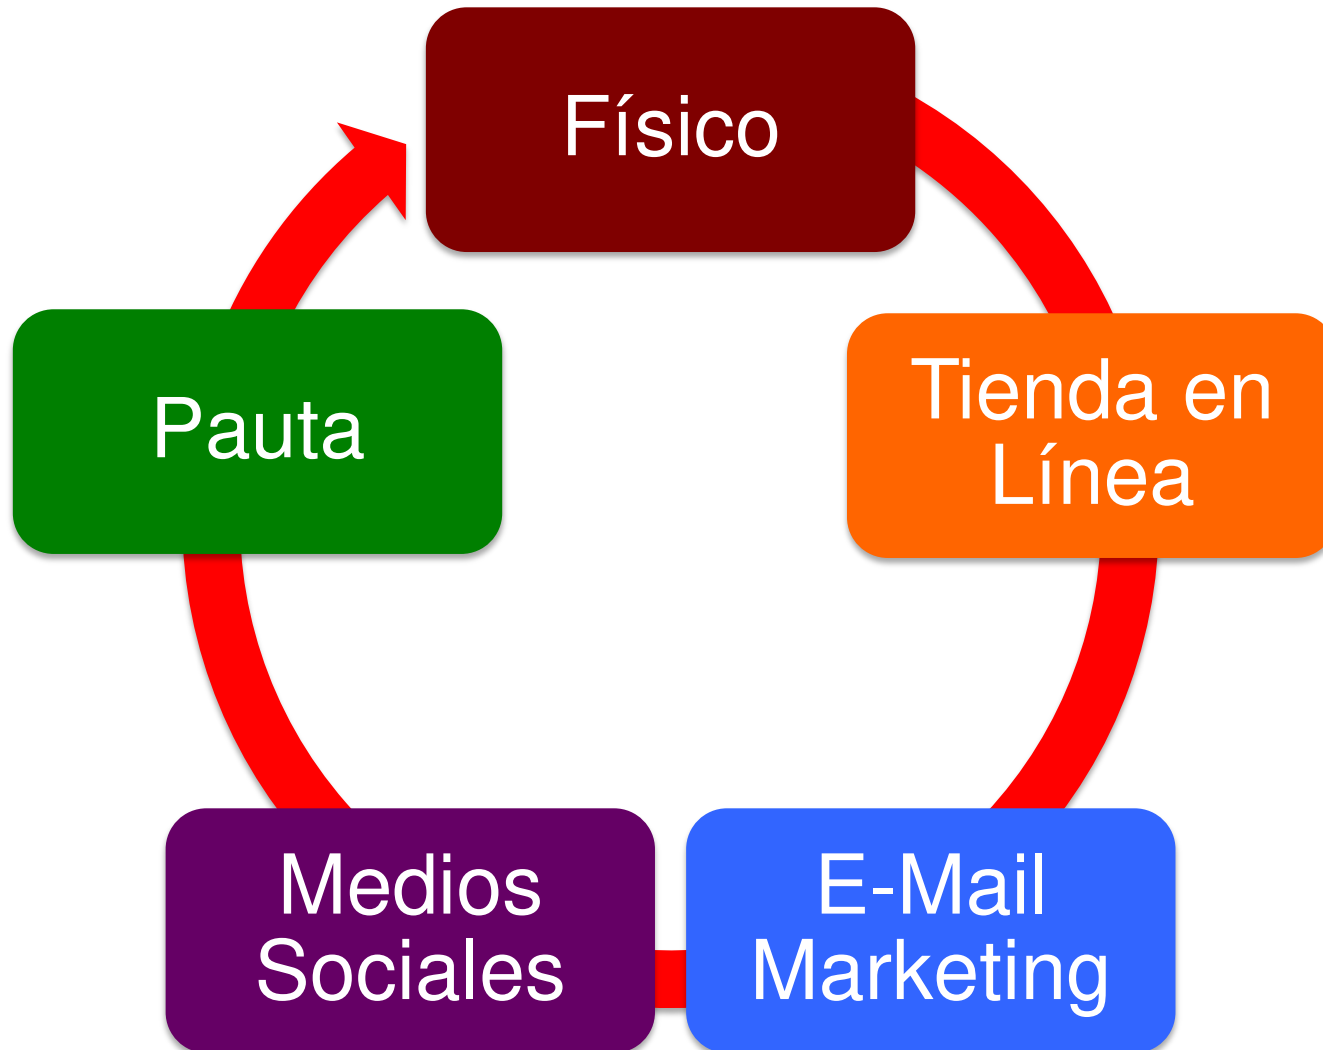 Físico
Tienda en
Línea
E-Mail
Marketing
Medios
Sociales
Pauta